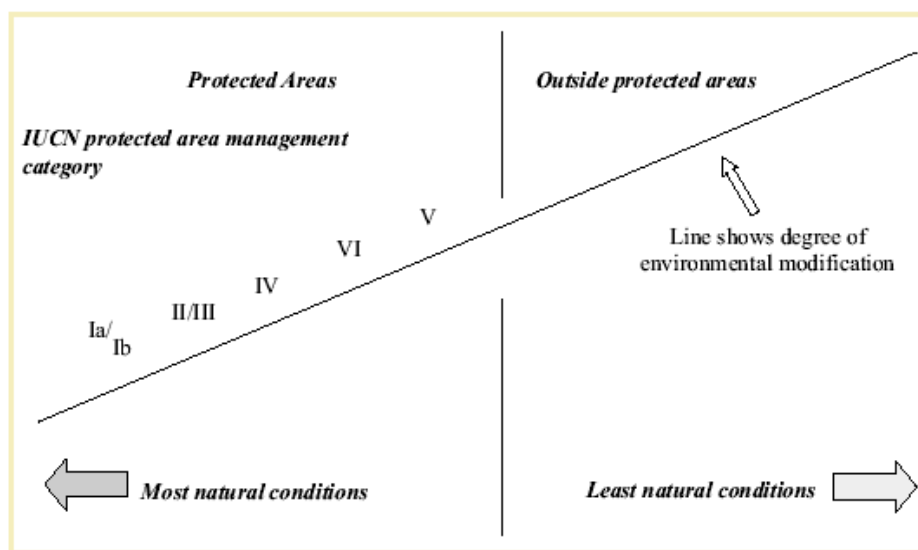 Protected Areas
Outside protected areas
IUCN protected area management
category
V
VI
IV
II/III
Ia/
Ib
Line shows degree of
environmental modification
Most natural conditions
Least natural conditions